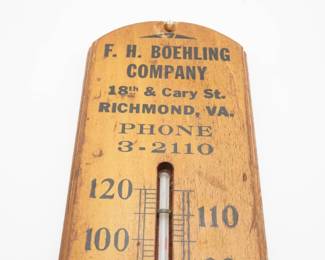 F. H. BOEHLING
COMPANY
18th & Cary St.
RICHMOND, VA.
PHONE
3-2110
120
110
100